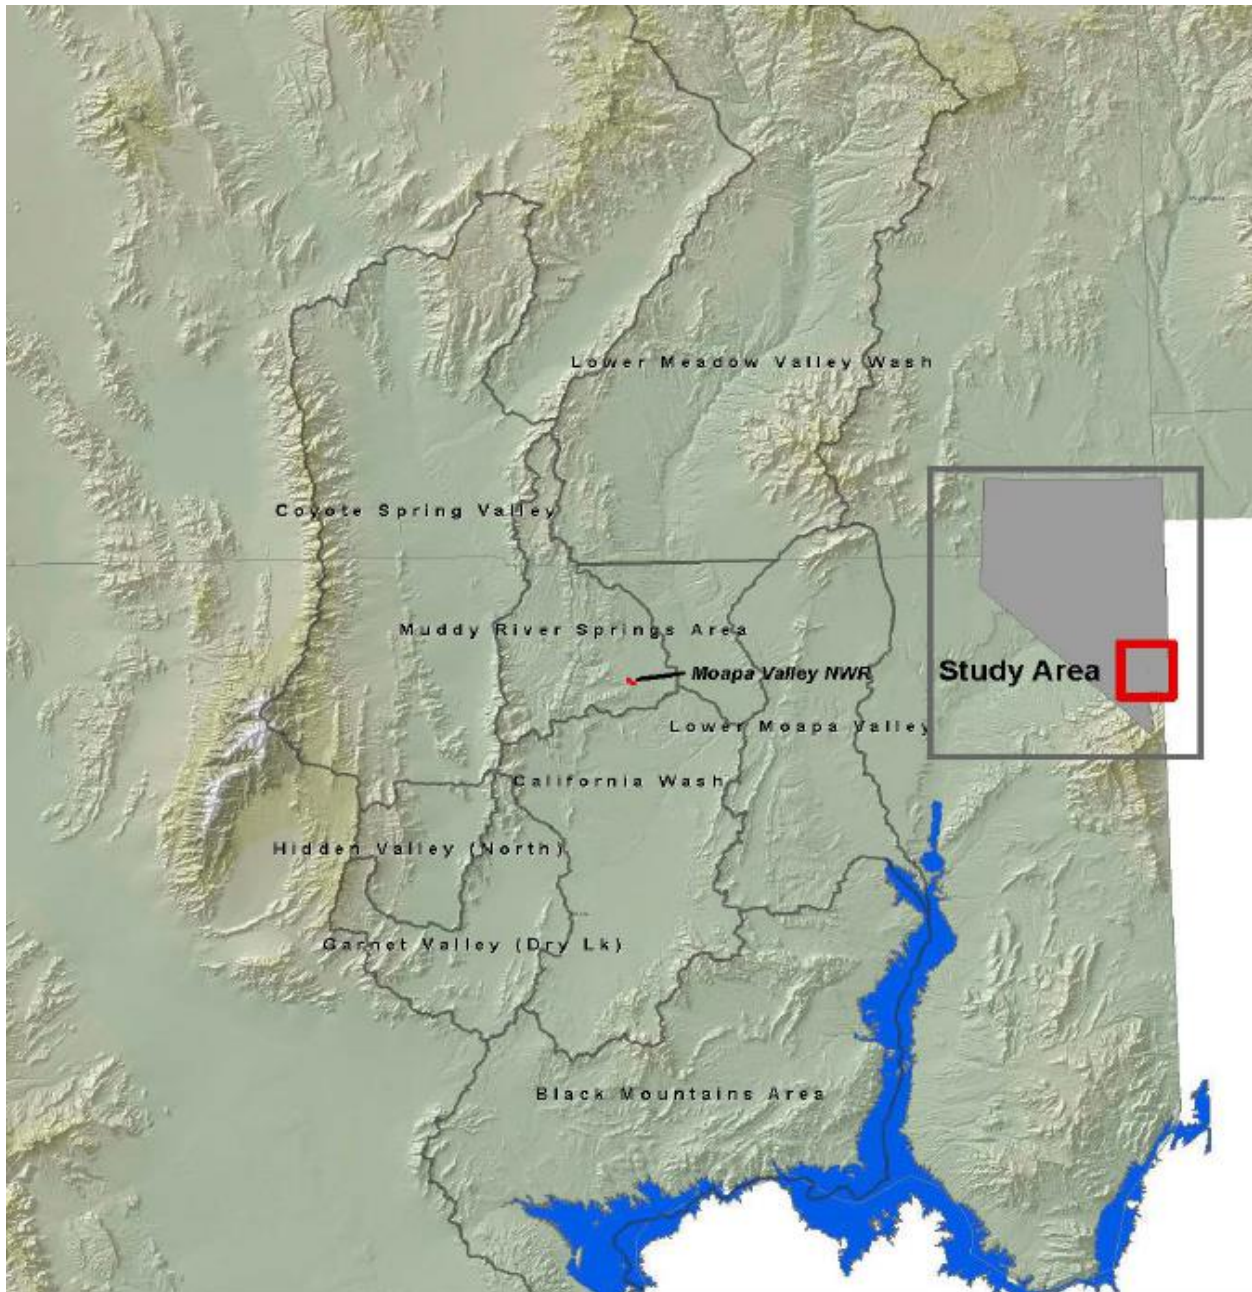 Lower Meadow Valley Wash
Coyote Spring Valley
Muddy River Springs Area
Moapa Valley NWR
Study Area
Lower Moapa Valley
California Wash
Hidden Valley (North)
Garnet Valley (Dry Lk)
Black Mountains Area